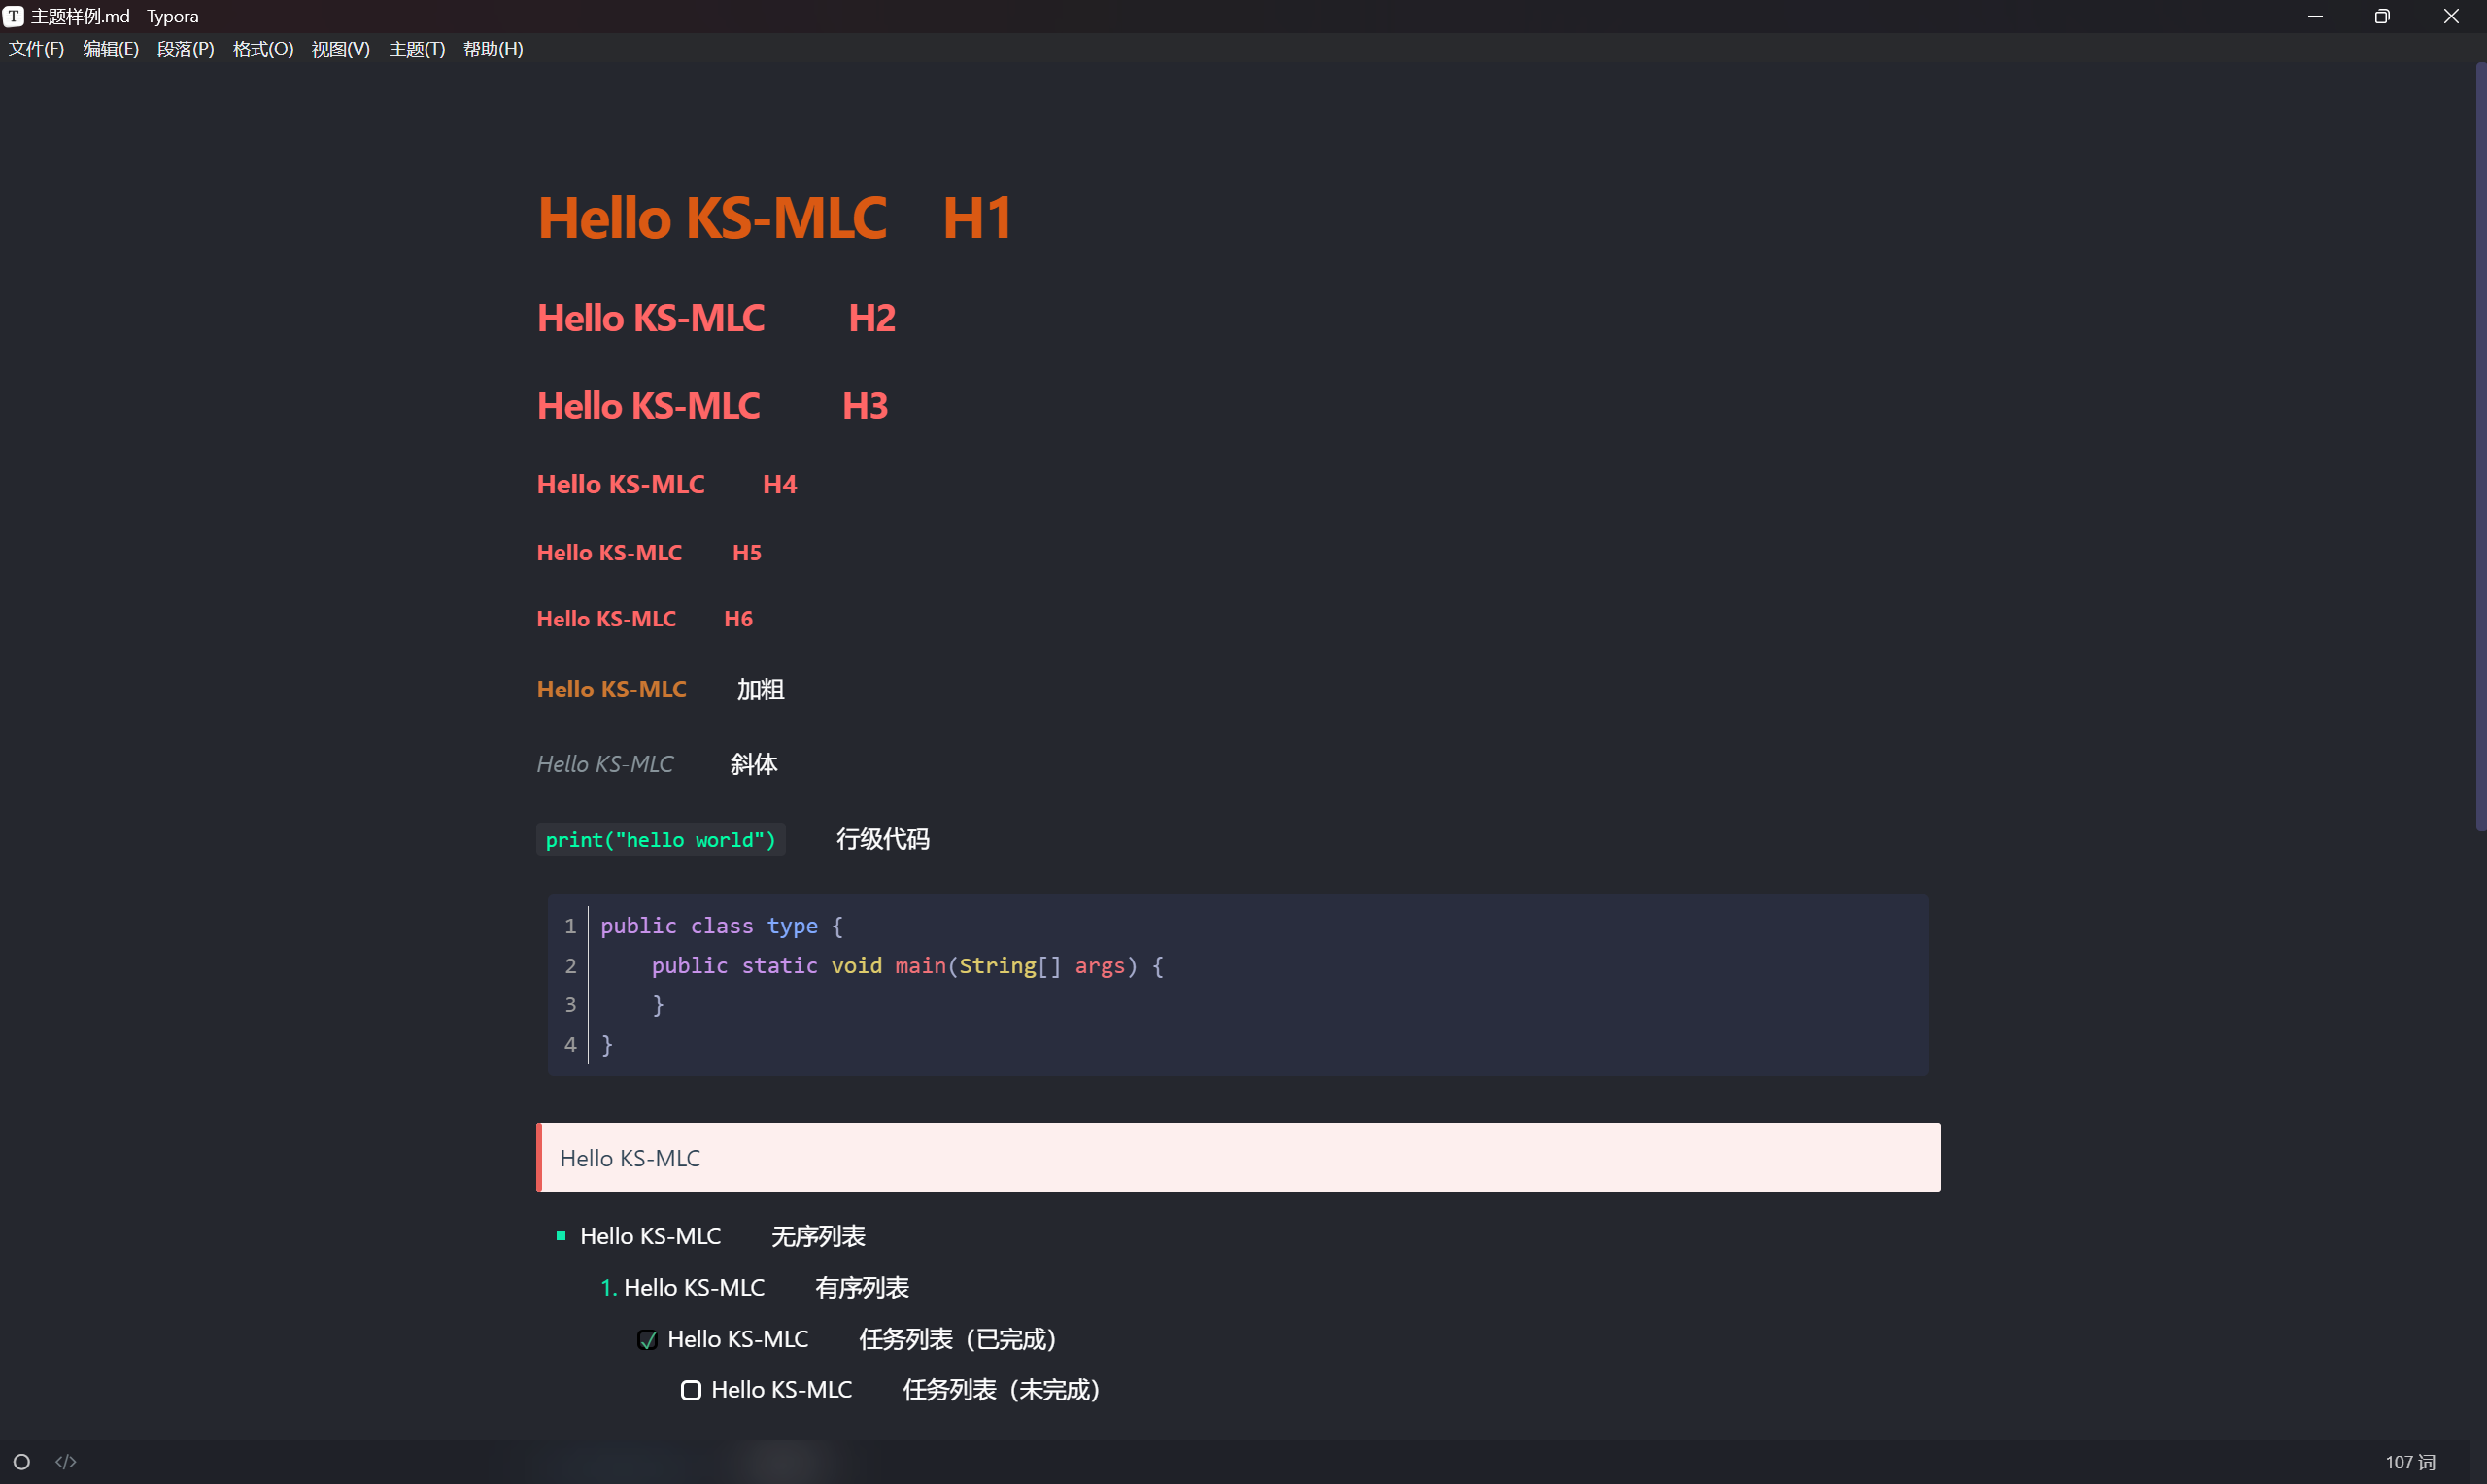 T 主题样例.md - Typora
文件(F) 编辑(E) 段落(P) 格式(O) 视图(V) 主题(T) 帮助(H)
Hello KS-MLC H1
Hello KS-MLC H2
Hello KS-MLC H3
Hello KS-MLC H4
Hello KS-MLC H5
Hello KS-MLC H6
Hello KS-MLC 加粗
Hello KS-MLC 斜体
print("hello world") 行级代码
1 public class type {
2     public static void main(String[] args) {
3     }
4 }
Hello KS-MLC
Hello KS-MLC 无序列表
1. Hello KS-MLC 有序列表
Hello KS-MLC 任务列表（已完成）
Hello KS-MLC 任务列表（未完成）
</> 107 词